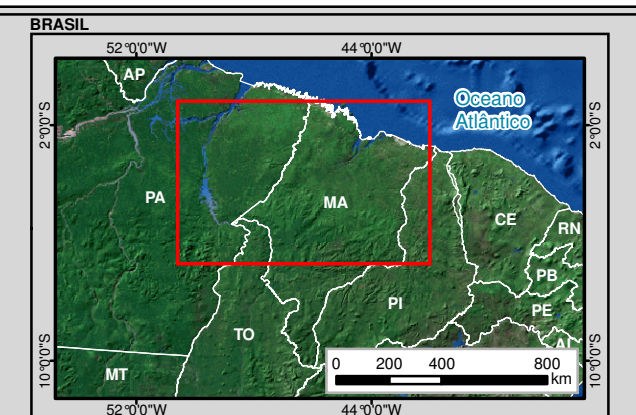 BRASIL
52°0'0"W 44°0'0"W
AP
Oceano
Atlântico
2°0'0"S 2°0'0"S
PA
MA
CE
RN
PB
PI
PE
TO
AL
0 200 400 800
km
MT
10°0'0"S 10°0'0"S
52°0'0"W 44°0'0"W